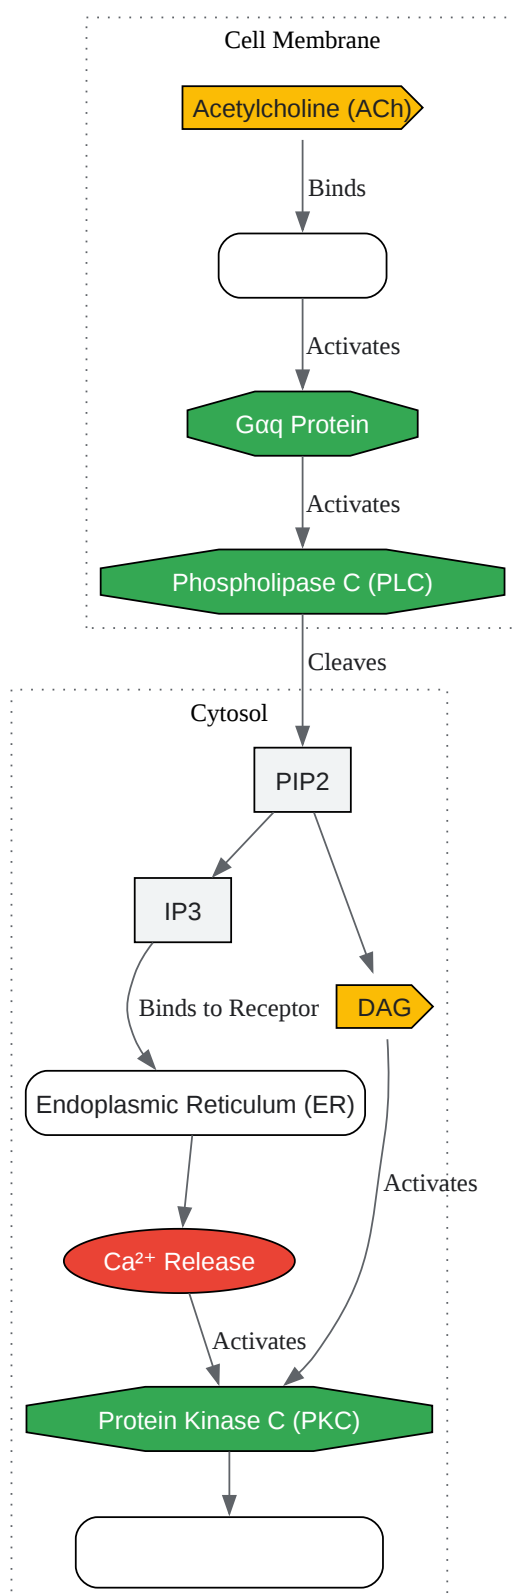 Cell Membrane
Acetylcholine (ACh)
Binds
Activates
Gαq Protein
Activates
Phospholipase C (PLC)
Cleaves
Cytosol
PIP2
IP3
Binds to Receptor
DAG
Endoplasmic Reticulum (ER)
Activates
Ca²⁺ Release
Activates
Protein Kinase C (PKC)